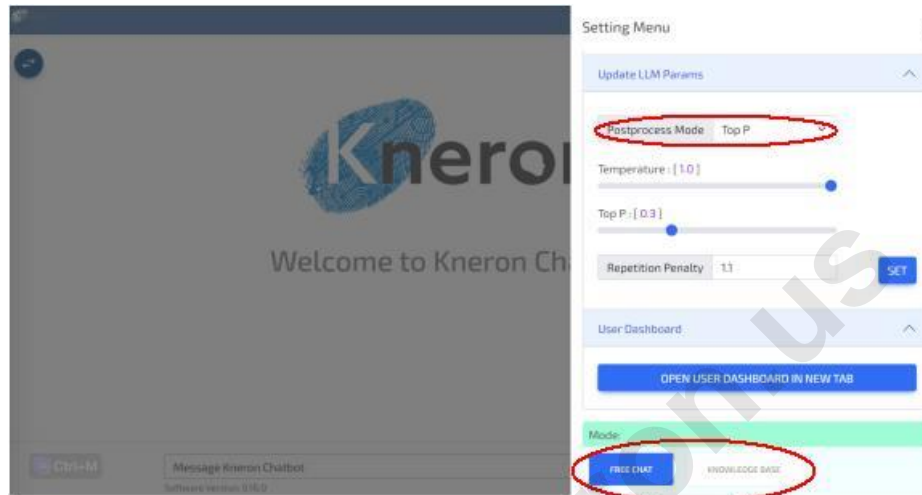 Setting Menu
Update LLM Params
Postprocess Mode Top P
Temperature : [ 1.0 ]
Top P : [ 0.3 ]
Repetition Penalty 1.1
SET
Kneron
Welcome to Kneron Ch
User Dashboard
OPEN USER DASHBOARD IN NEW TAB
Mode:
FREE CHAT KNOWLEDGE BASE
Ctrl+M
Message Kneron Chatbot